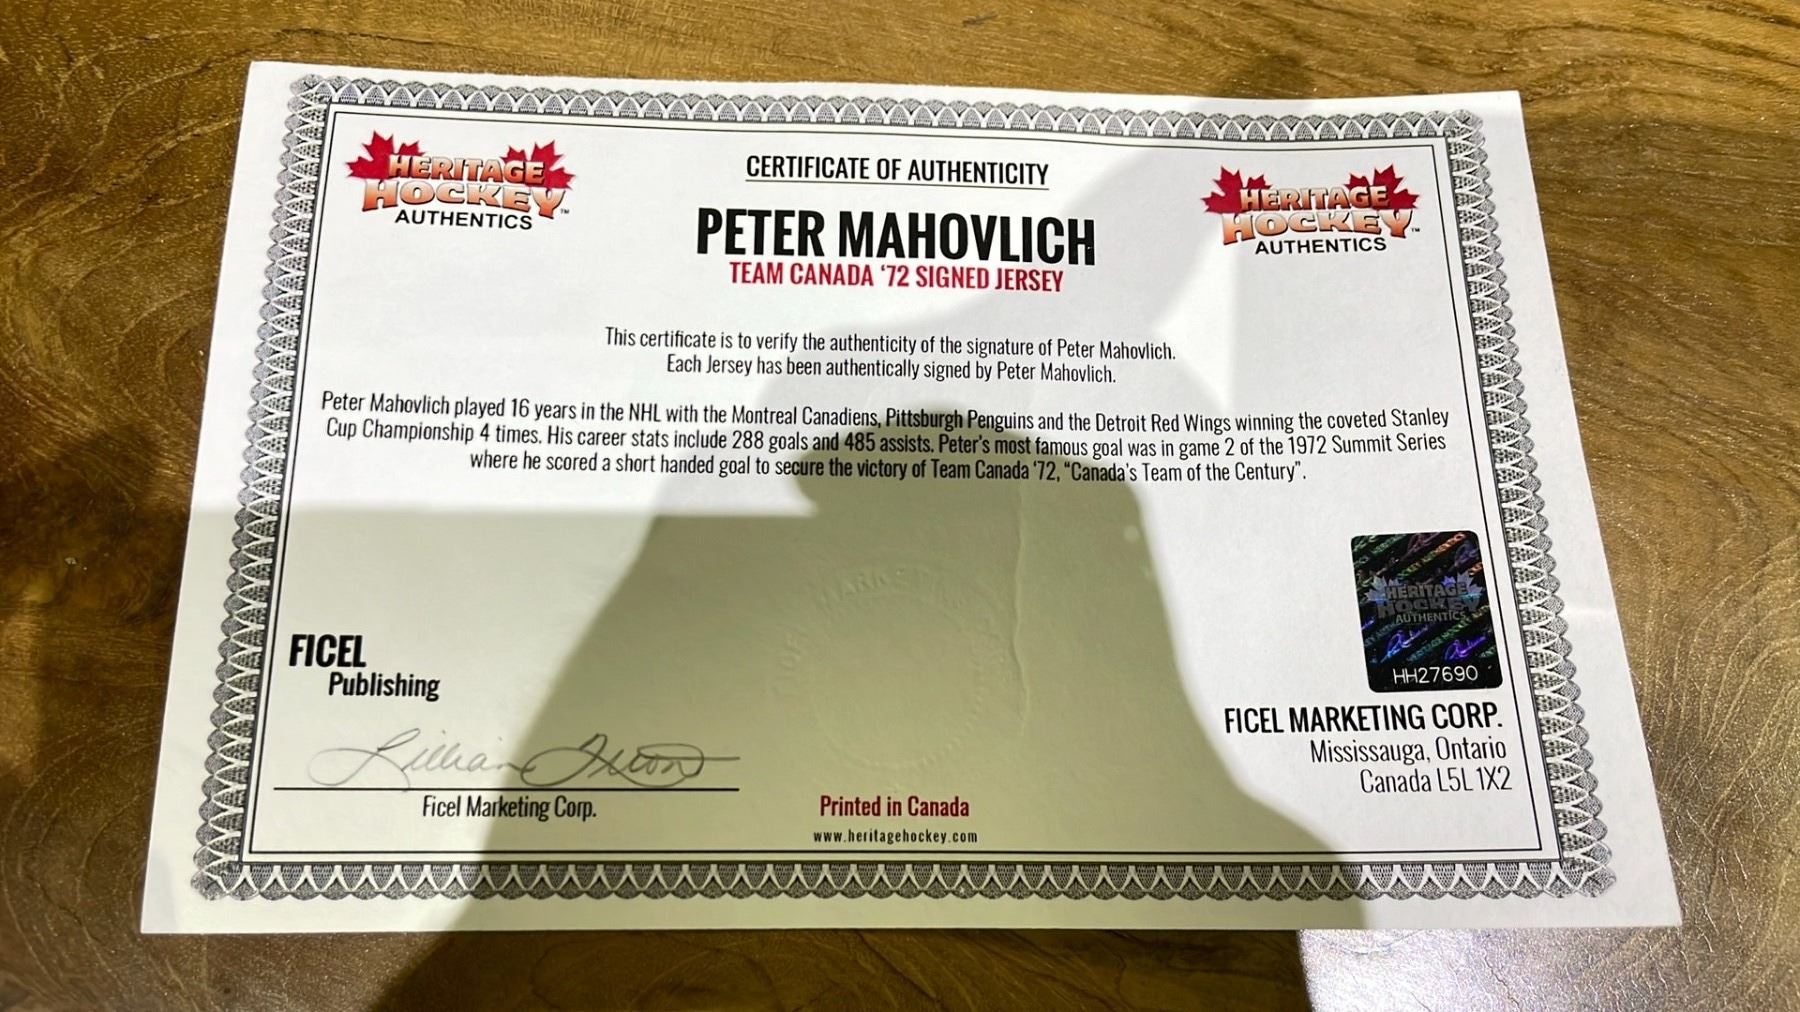 HERITAGE
HOCKEY™
AUTHENTICS
CERTIFICATE OF AUTHENTICITY
PETER MAHOVLICH
TEAM CANADA '72 SIGNED JERSEY
HERITAGE
HOCKEY™
AUTHENTICS
This certificate is to verify the authenticity of the signature of Peter Mahovlich.
Each Jersey has been authentically signed by Peter Mahovlich.
Peter Mahovlich played 16 years in the NHL with the Montreal Canadiens, Pittsburgh Penguins and the Detroit Red Wings winning the coveted Stanley
Cup Championship 4 times. His career stats include 288 goals and 485 assists. Peter's most famous goal was in game 2 of the 1972 Summit Series
where he scored a short handed goal to secure the victory of Team Canada '72, "Canada's Team of the Century".
HERITAGE
HOCKEY
AUTHENTICS
HH27690
FICEL
Publishing
FICEL MARKETING CORP.
Mississauga, Ontario
Canada L5L 1X2
Lillian
Ficel Marketing Corp.
Printed in Canada
www.heritagehockey.com